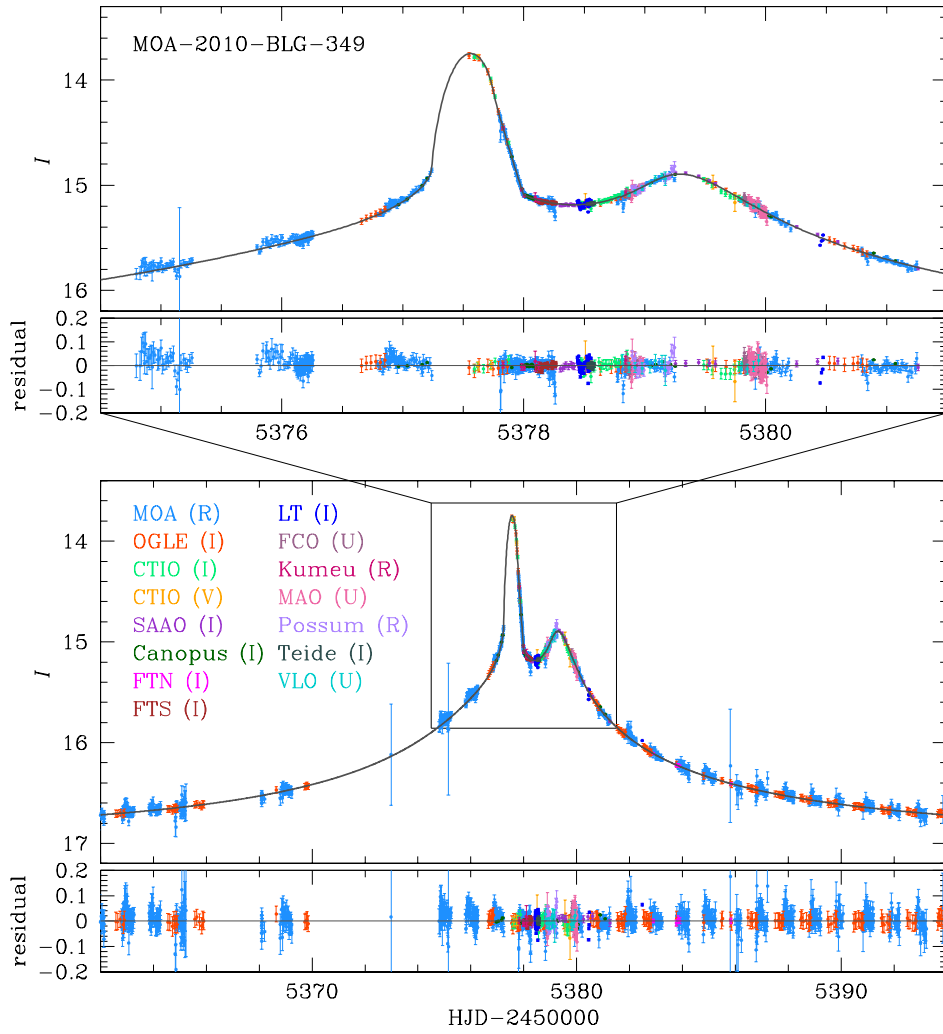 MOA-2010-BLG-349
14
I
15
16
0.2
0.1
residual
0
-0.1
-0.2
5376
5378
5380
MOA (R)
LT (I)
OGLE (I)
FCO (U)
CTIO (I)
Kumeu (R)
CTIO (V)
MAO (U)
SAAO (I)
Possum (R)
Canopus (I)
Teide (I)
FTN (I)
VLO (U)
FTS (I)
14
15
I
16
17
0.2
0.1
residual
0
-0.1
-0.2
5370
5380
5390
HJD-2450000